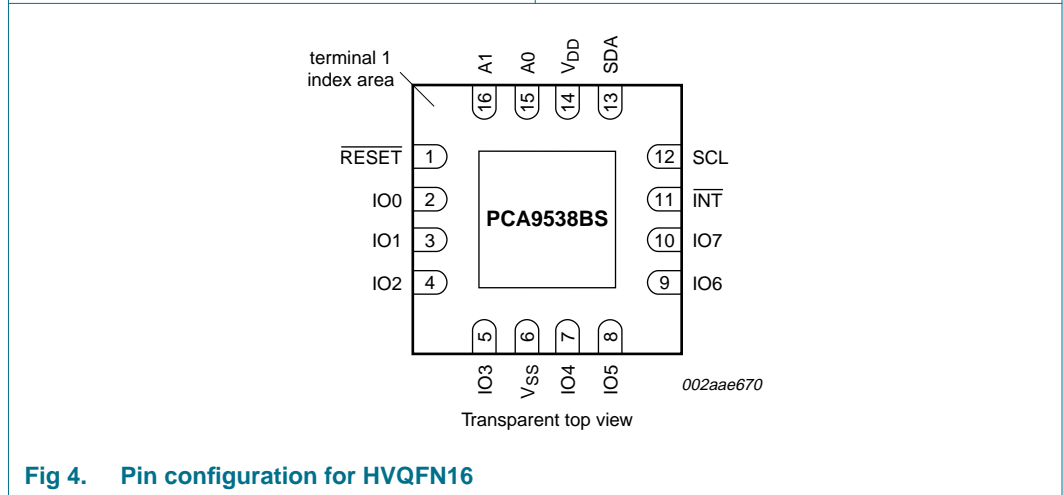 terminal 1
index area
A1
A0
VDD
SDA
16
15
14
13
RESET 1
12 SCL
IO0 2
11 INT
IO1 3
10 IO7
IO2 4
9 IO6
PCA9538BS
5
6
7
8
IO3
VSS
IO4
IO5
002aae670
Transparent top view
Fig 4. Pin configuration for HVQFN16